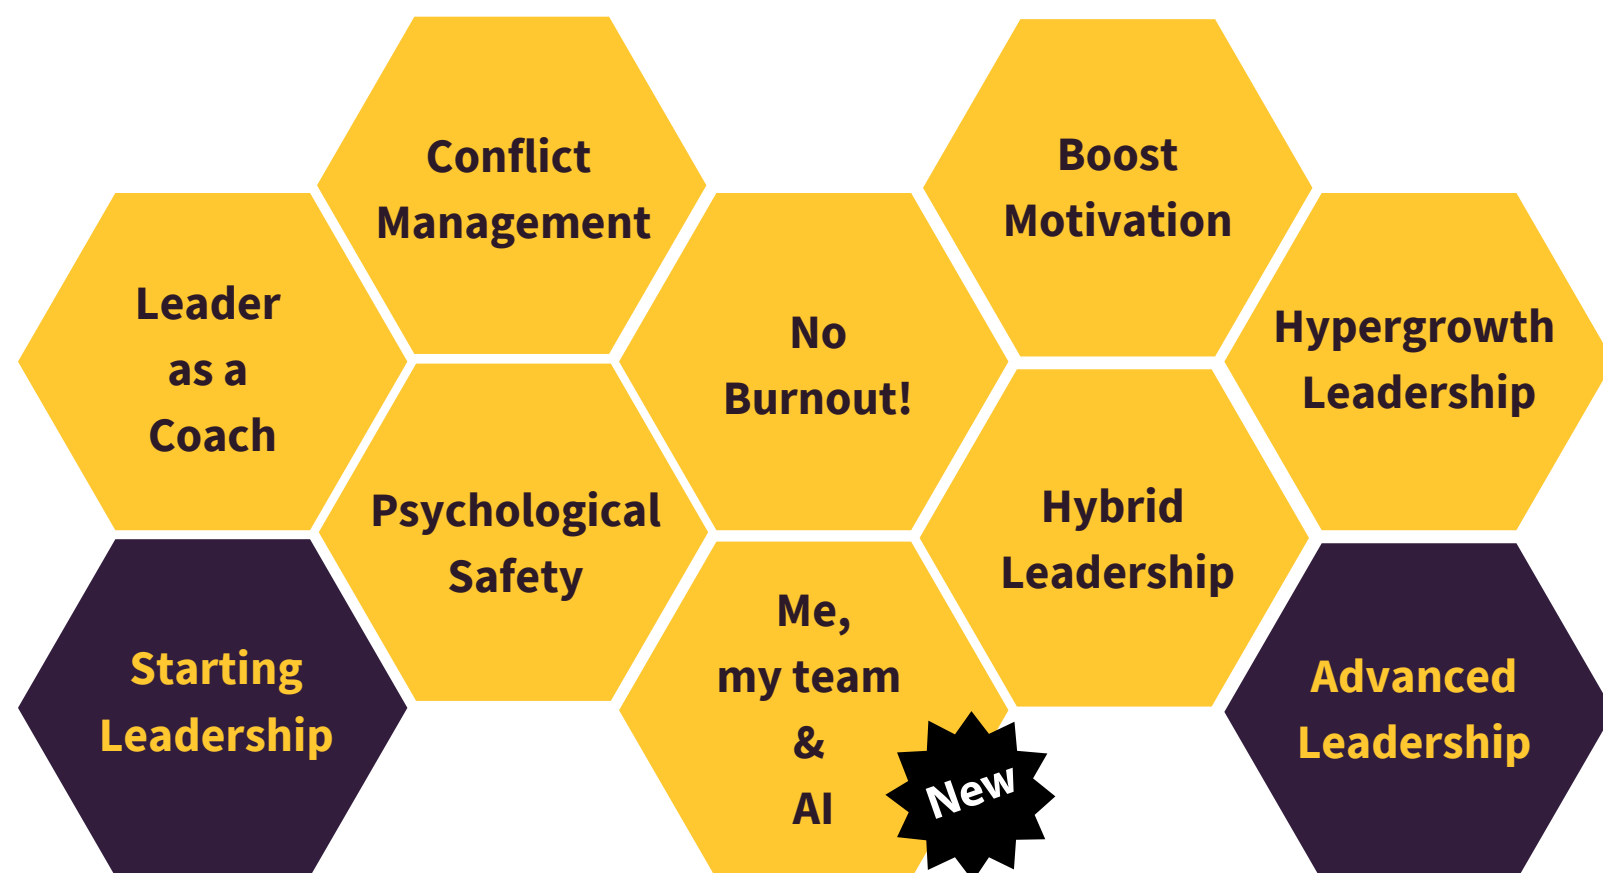 Conflict
Management
Boost
Motivation
Leader
as a
Coach
No
Burnout!
Hypergrowth
Leadership
Psychological
Safety
Hybrid
Leadership
Starting
Leadership
Me,
my team
&
AI
New
Advanced
Leadership